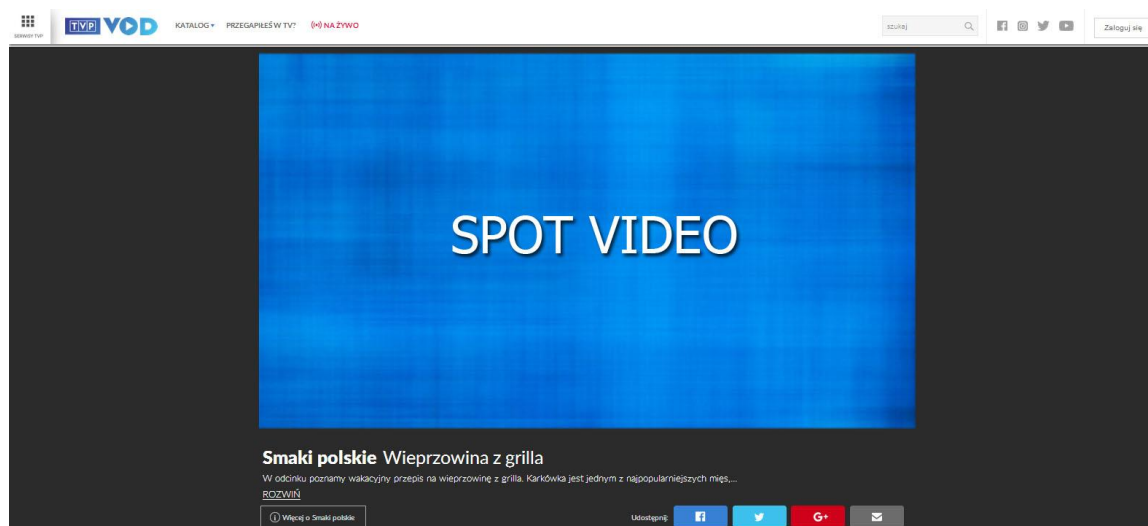 SERWISY TVP
TVP VOD
KATALOG
PRZEGAPIŁEŚ W TV?
NA ŻYWO
szukaj
Zaloguj się
SPOT VIDEO
Smaki polskie Wieprzowina z grilla
W odcinku poznamy wakacyjny przepis na wieprzowinę z grilla. Karkówka jest jednym z najpopularniejszych mięs,...
ROZWIŃ
Więcej o Smaki polskie
Udostępnij:
G+